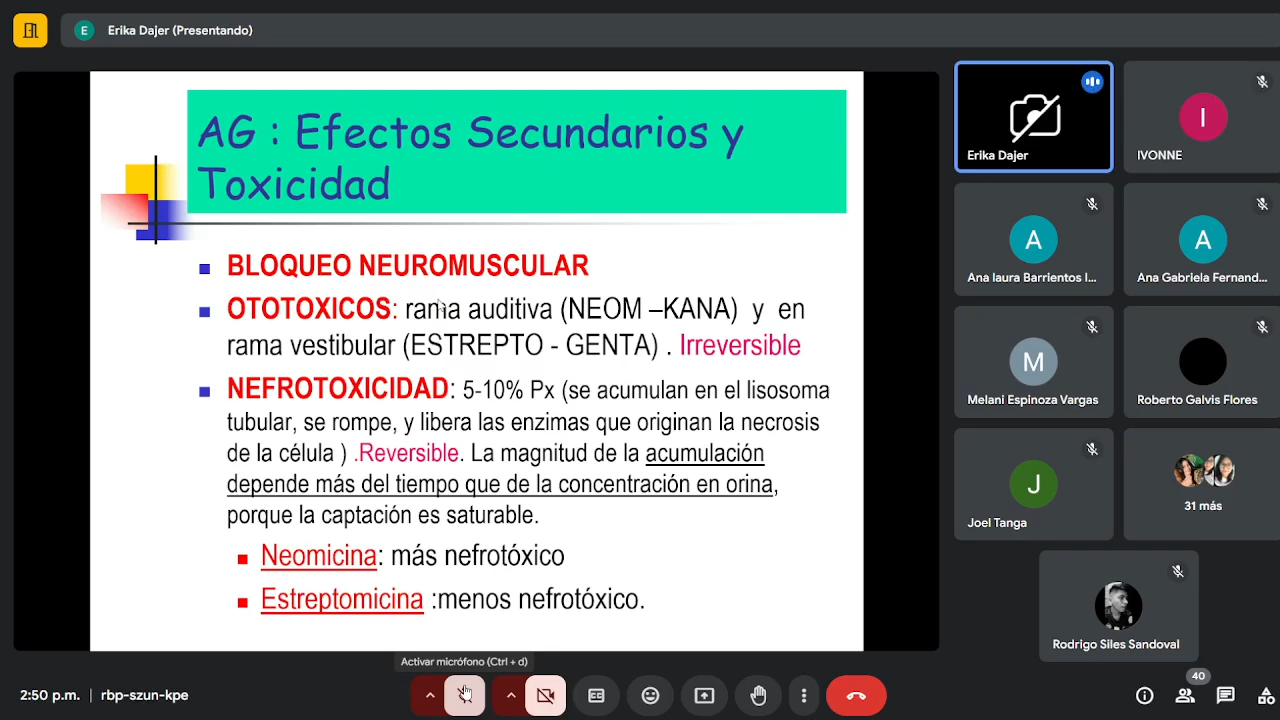 E
Erika Dajer (Presentando)
AG : Efectos Secundarios y
Toxicidad
BLOQUEO NEUROMUSCULAR
OTOTOXICOS: rama auditiva (NEOM –KANA) y en
rama vestibular (ESTREPTO - GENTA) . Irreversible
NEFROTOXICIDAD: 5-10% Px (se acumulan en el lisosoma
tubular, se rompe, y libera las enzimas que originan la necrosis
de la célula ) .Reversible. La magnitud de la acumulación
depende más del tiempo que de la concentración en orina,
porque la captación es saturable.
Neomicina: más nefrotóxico
Estreptomicina :menos nefrotóxico.
Erika Dajer
I
IVONNE
A
Ana laura Barrientos I...
A
Ana Gabriela Fernand...
M
Melani Espinoza Vargas
Roberto Galvis Flores
J
Joel Tanga
31 más
Rodrigo Siles Sandoval
Activar micrófono (Ctrl + d)
2:50 p.m.
rbp-szun-kpe
40